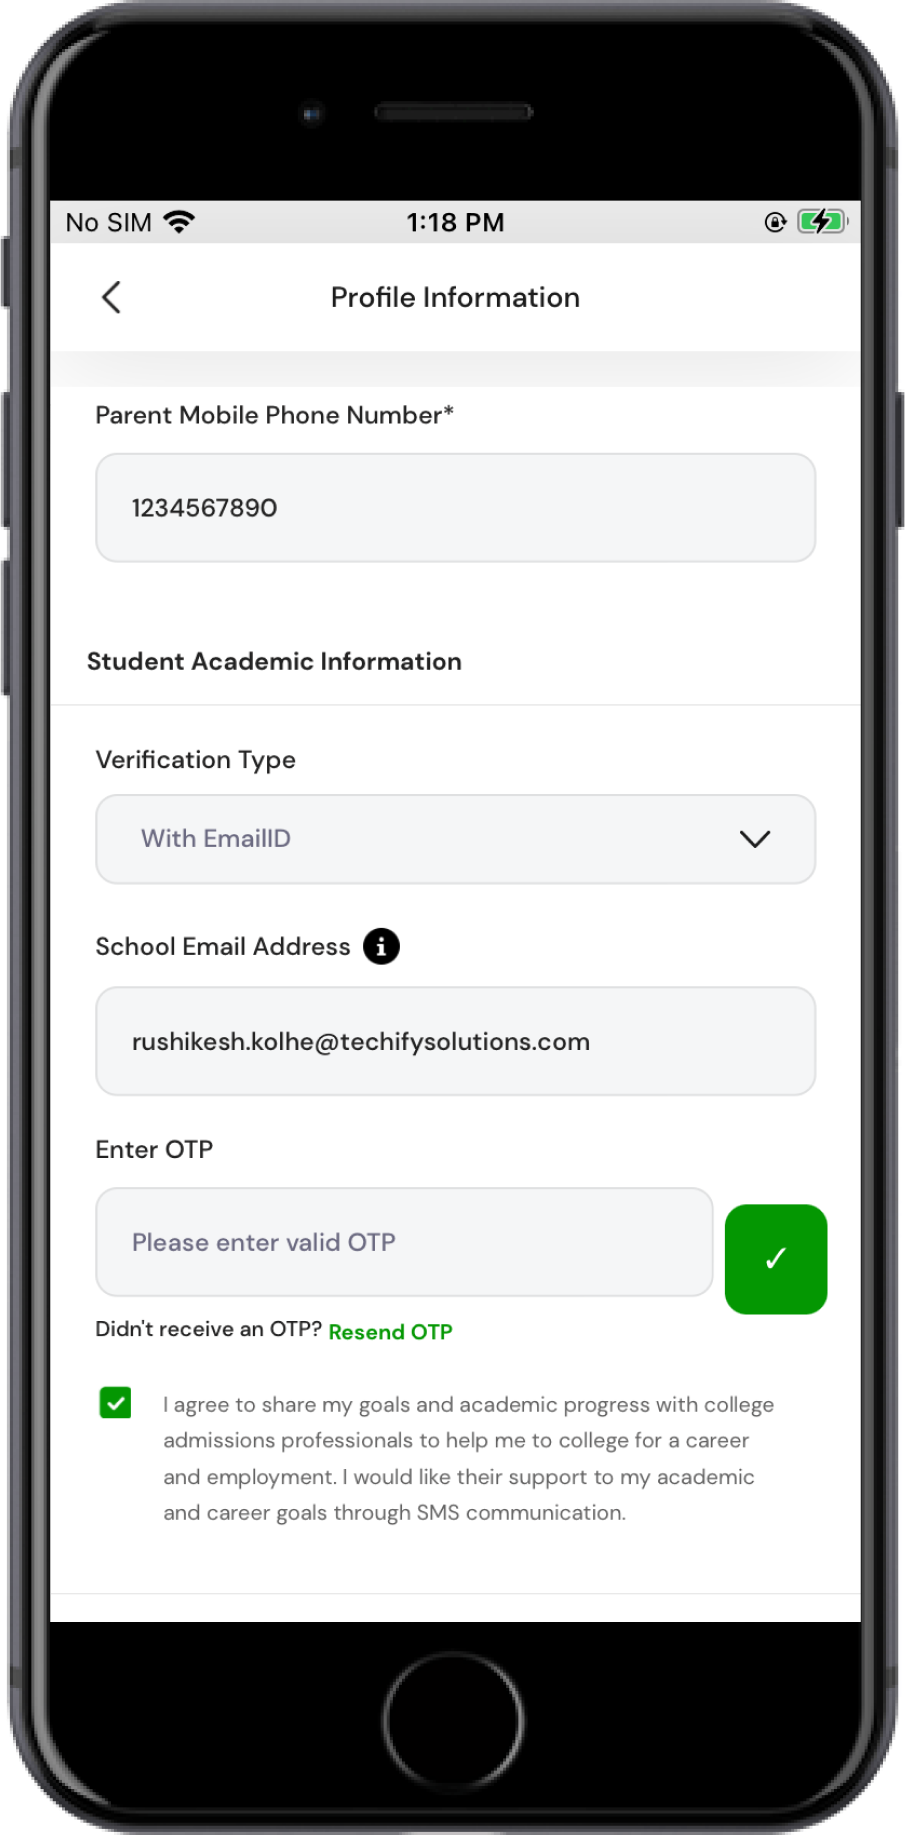 No SIM 1:18 PM
Profile Information
Parent Mobile Phone Number*
1234567890
Student Academic Information
Verification Type
With EmailID
School Email Address
rushikesh.kolhe@techifysolutions.com
Enter OTP
Please enter valid OTP
Didn't receive an OTP? Resend OTP
I agree to share my goals and academic progress with college
admissions professionals to help me to college for a career
and employment. I would like their support to my academic
and career goals through SMS communication.